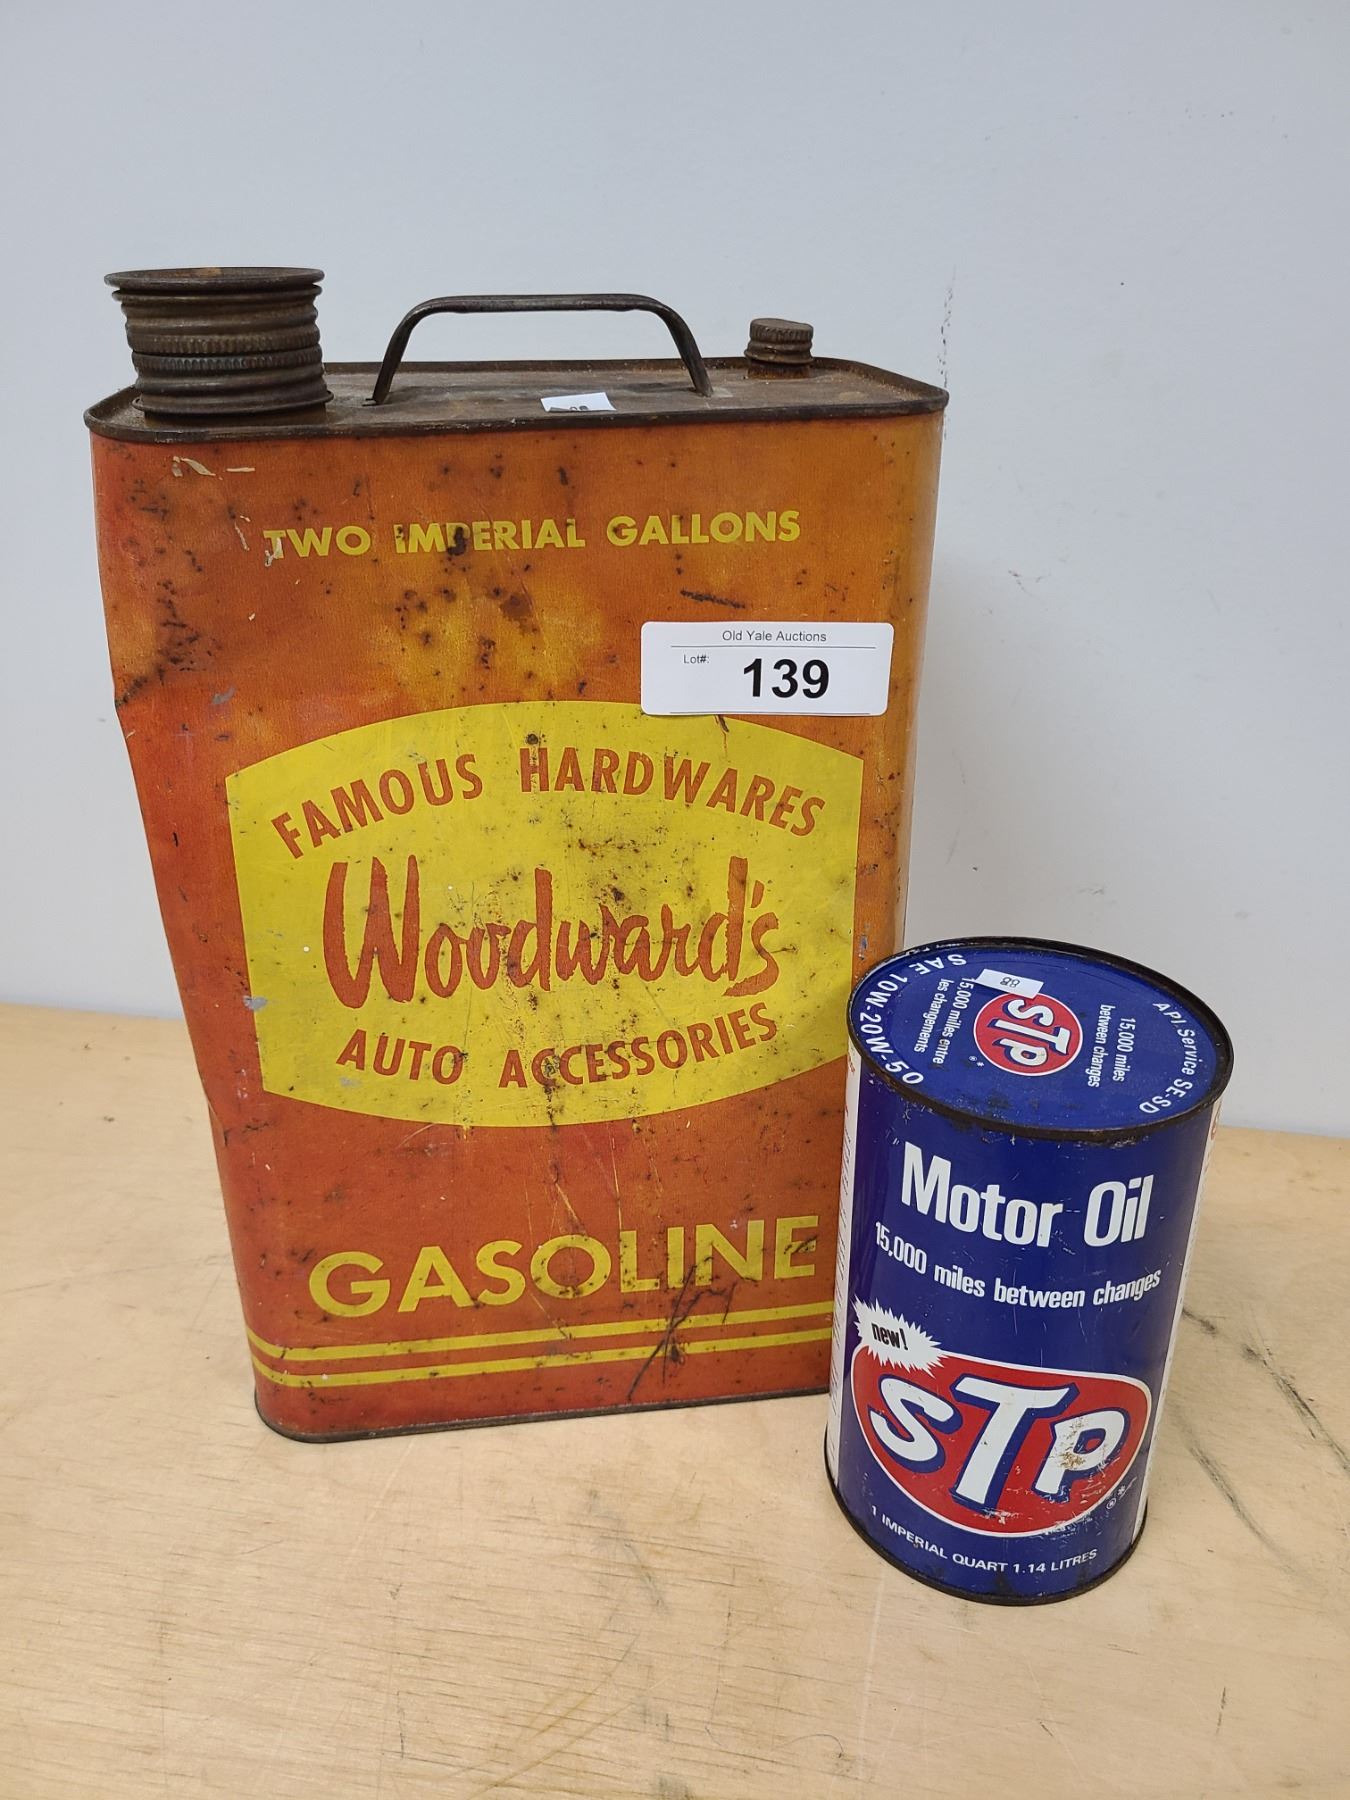 TWO IMPERIAL GALLONS
Old Yale Auctions
Lot#: 139
FAMOUS HARDWARES
Woodward's
AUTO ACCESSORIES
GASOLINE
SAE 10W-20W-50
15,000 milles entre
les changements
STP
15,000 miles
between changes
API-Service SE-SD
88
Motor Oil
15,000 miles between changes
new!
STP
1 IMPERIAL QUART 1.14 LITRES